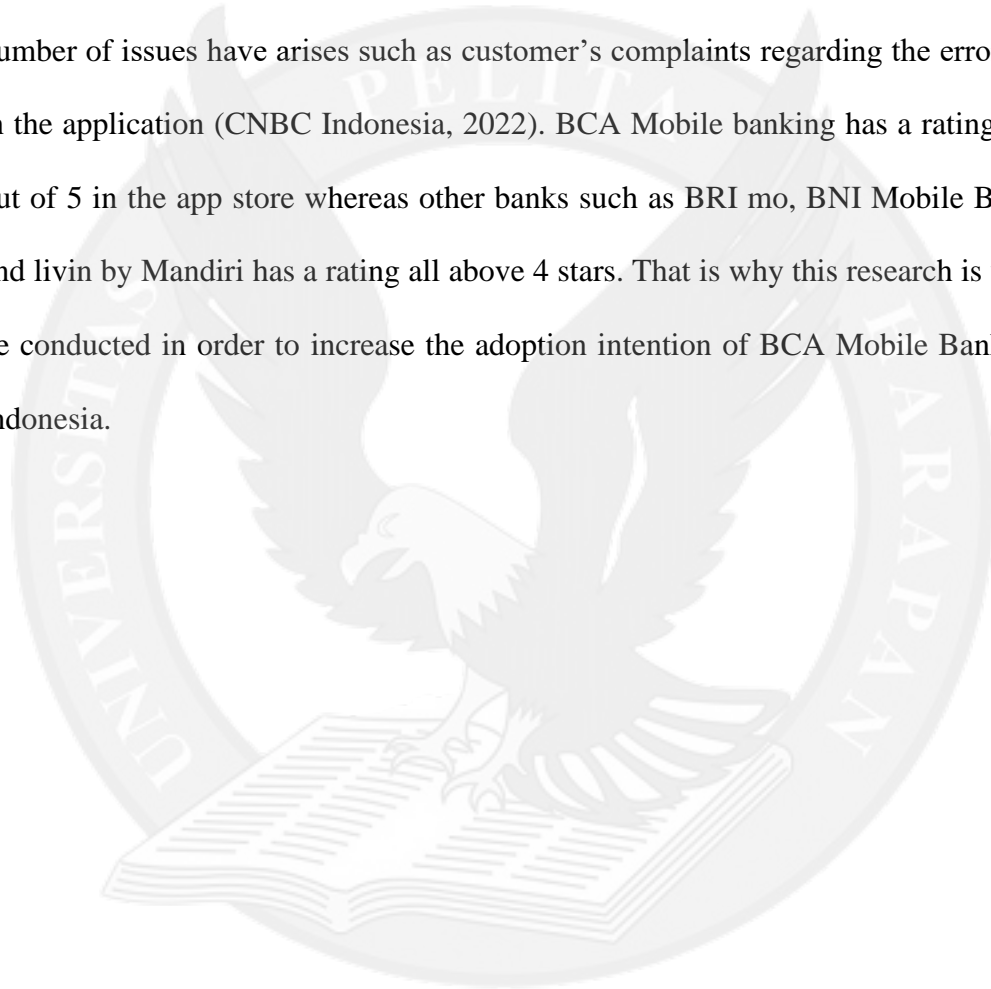 umber of issues have arises such as customer’s complaints regarding the erro
the application (CNBC Indonesia, 2022). BCA Mobile banking has a rating
ut of 5 in the app store whereas other banks such as BRI mo, BNI Mobile B
nd livin by Mandiri has a rating all above 4 stars. That is why this research is
e conducted in order to increase the adoption intention of BCA Mobile Ban
ndonesia.
UNIVERSITAS PELITA HARAPAN